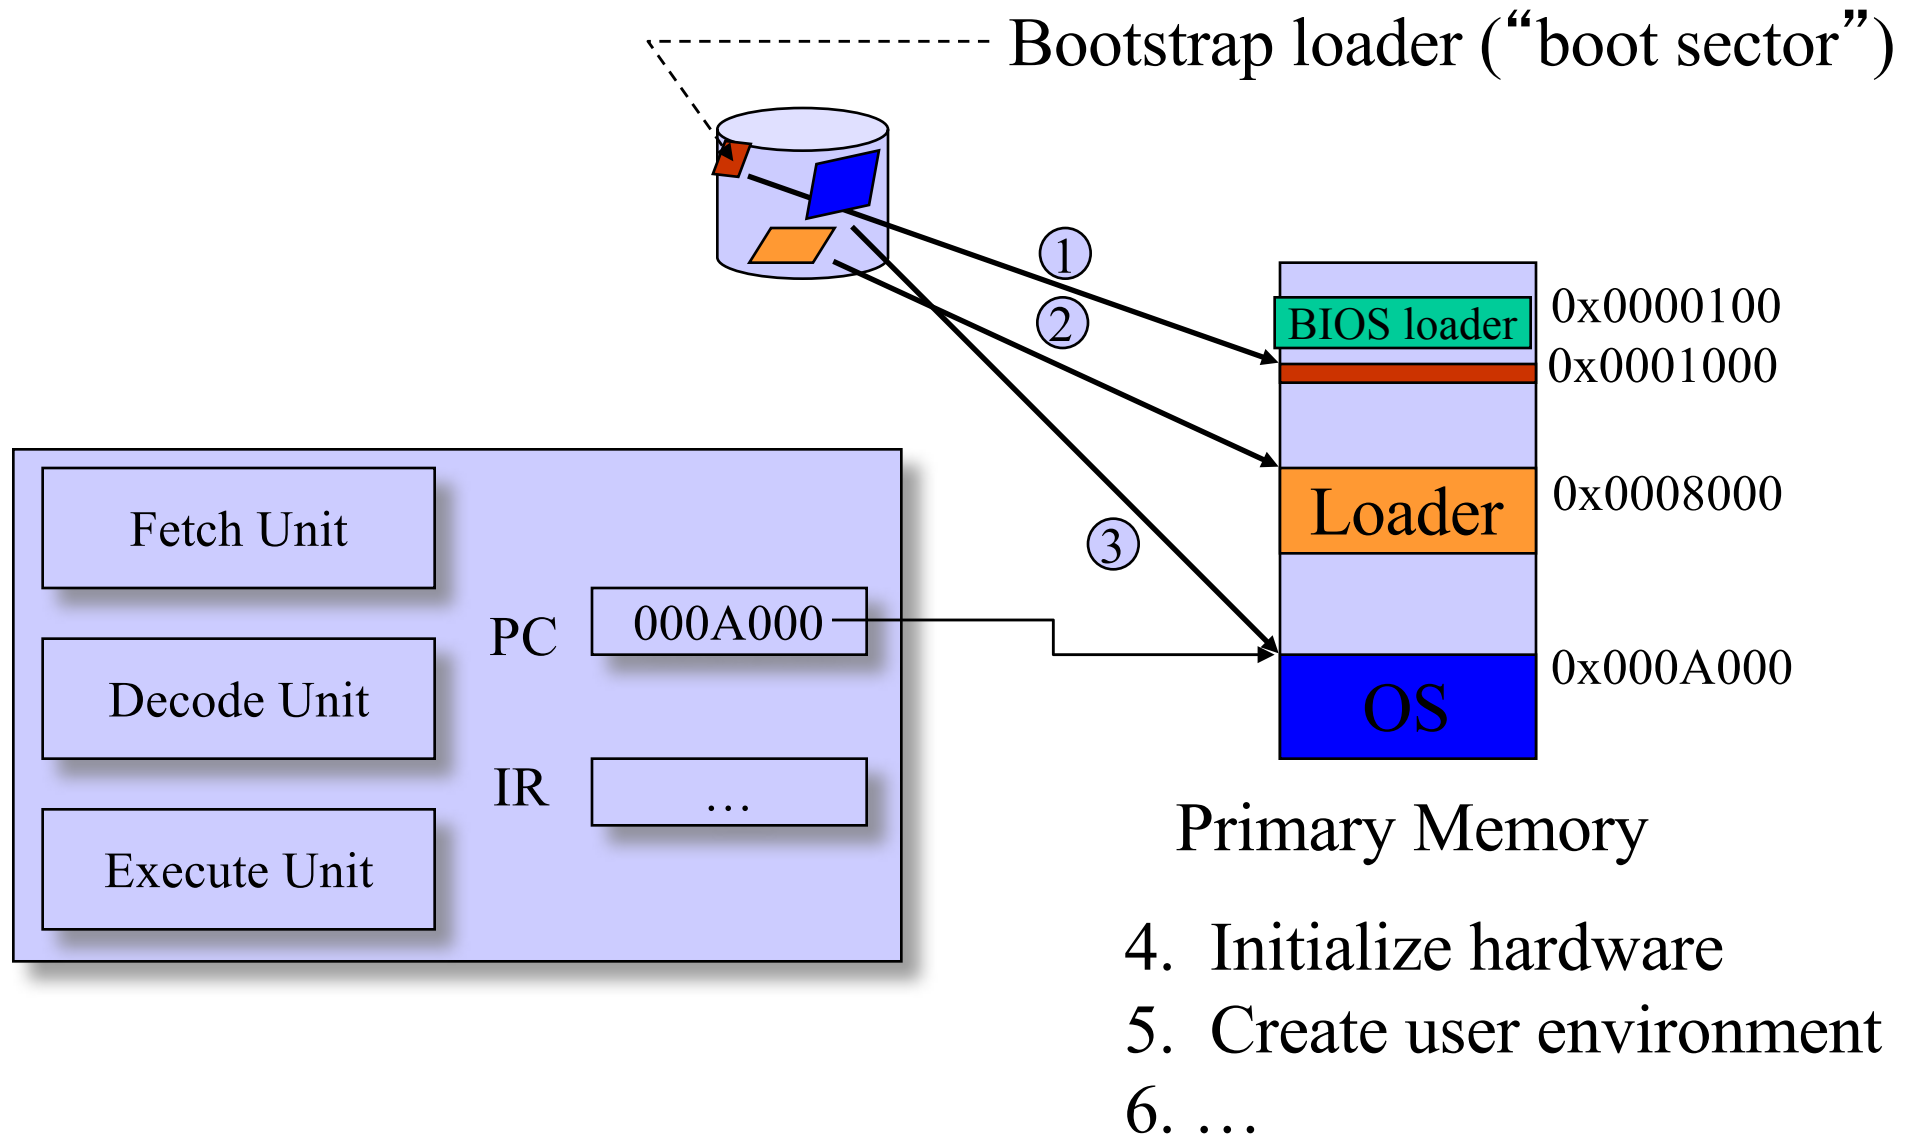 Bootstrap loader (“boot sector”)
1
2
3
BIOS loader
0x0000100
0x0001000
Loader
0x0008000
OS
0x000A000
Primary Memory
Fetch Unit
Decode Unit
Execute Unit
PC
000A000
IR
…
4. Initialize hardware
5. Create user environment
6. …